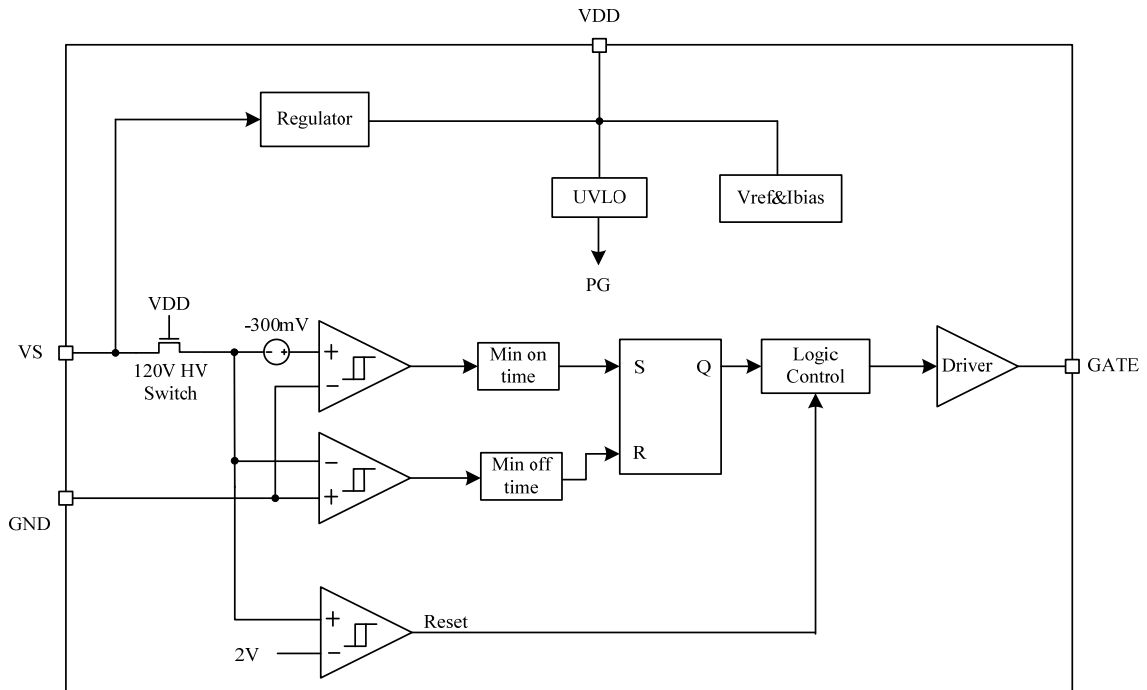 VDD
Regulator
UVLO
Vref&Ibias
PG
VDD
-300mV
VS
120V HV
Switch
- +
+
−
Min on
time
S
Q
R
Logic
Control
Driver
GATE
−
+
Min off
time
GND
+
−
2V
Reset